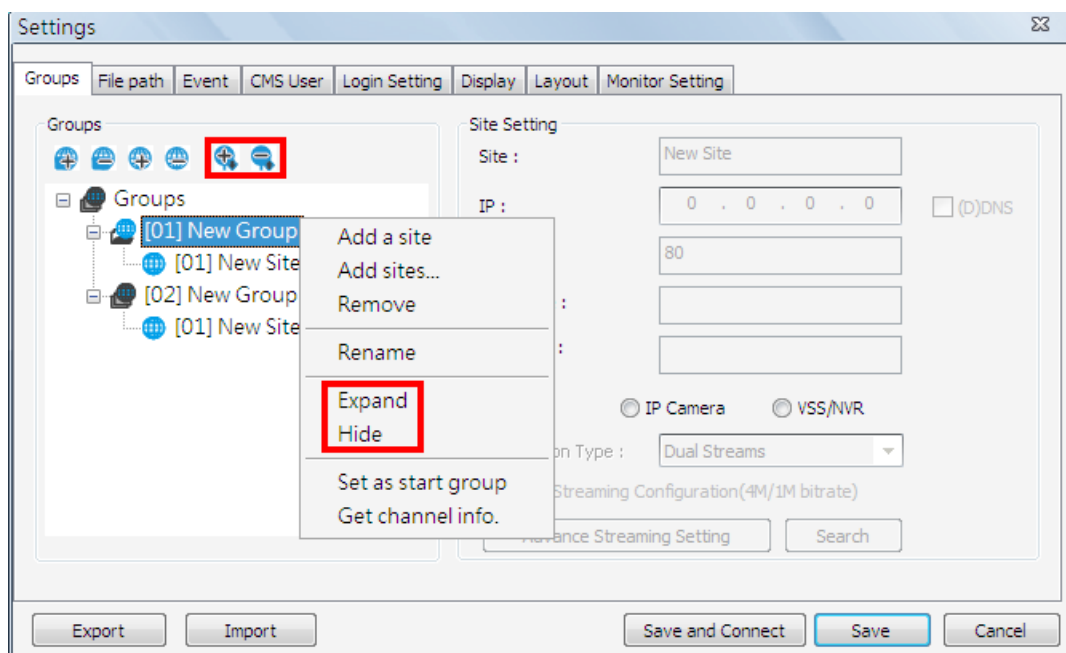 Settings
Groups File path Event CMS User Login Setting Display Layout Monitor Setting
Groups
Groups
[01] New Group
[01] New Site
[02] New Group
[01] New Site
Add a site
Add sites...
Remove
Rename
Expand
Hide
Set as start group
Get channel info.
Site Setting
Site : New Site
IP : 0 . 0 . 0 . 0 (D)DNS
80
:
:
IP Camera VSS/NVR
Type : Dual Streams
Streaming Configuration(4M/1M bitrate)
Streaming Setting Search
Export Import Save and Connect Save Cancel